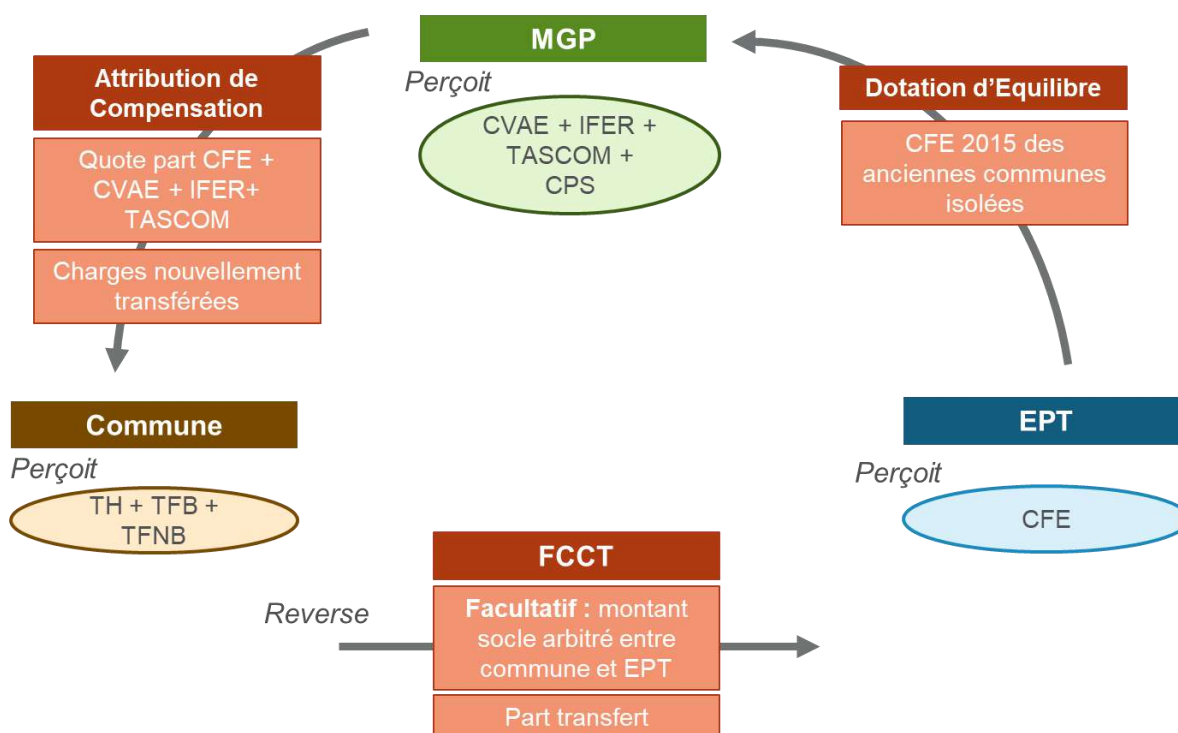 MGP
Perçoit
CVAE + IFER +
TASCOM +
CPS
Attribution de
Compensation
Quote part CFE +
CVAE + IFER+
TASCOM
Charges nouvellement
transférées
Dotation d'Equilibre
CFE 2015 des
anciennes communes
isolées
Commune
Perçoit
TH + TFB +
TFNB
EPT
Perçoit
CFE
FCCT
Reverse
Facultatif : montant
socle arbitré entre
commune et EPT
Part transfert